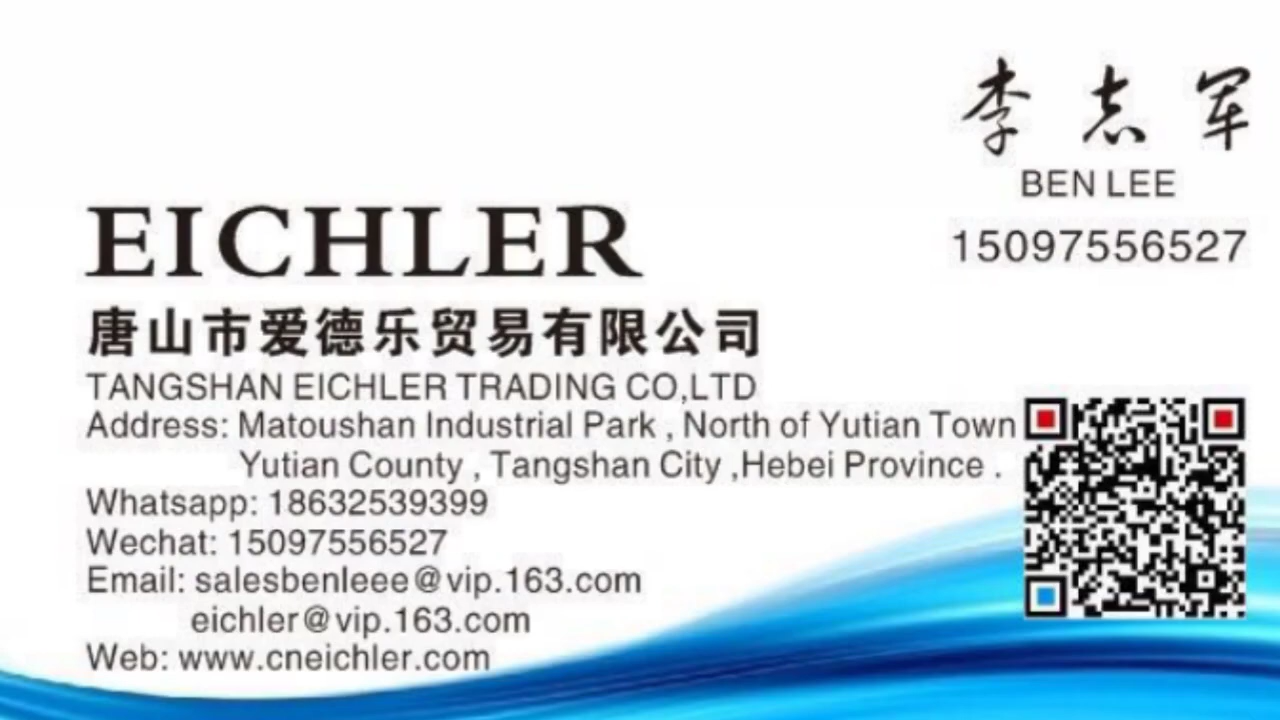 李志军
BEN LEE
15097556527
EICHLER
唐山市爱德乐贸易有限公司
TANGSHAN EICHLER TRADING CO,LTD
Address: Matoushan Industrial Park , North of Yutian Town
Yutian County , Tangshan City ,Hebei Province .
Whatsapp: 18632539399
Wechat: 15097556527
Email: salesbenleee@vip.163.com
eichler@vip.163.com
Web: www.cneichler.com